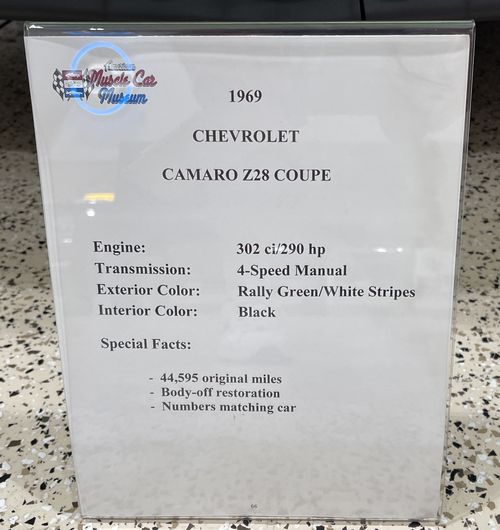 American
Muscle Car
Museum
1969
CHEVROLET
CAMARO Z28 COUPE
Engine: 302 ci/290 hp
Transmission: 4-Speed Manual
Exterior Color: Rally Green/White Stripes
Interior Color: Black
Special Facts:
- 44,595 original miles
- Body-off restoration
- Numbers matching car
66